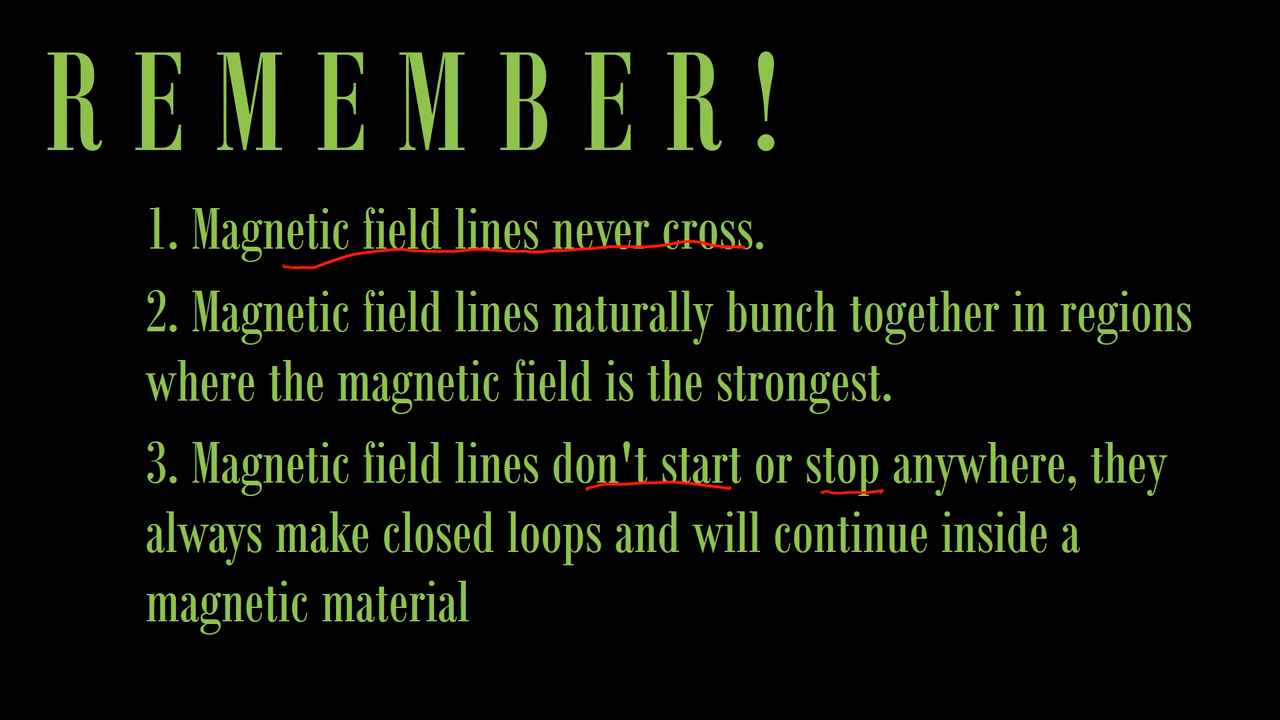 REMEMBER!
1. Magnetic field lines never cross.
2. Magnetic field lines naturally bunch together in regions
where the magnetic field is the strongest.
3. Magnetic field lines don't start or stop anywhere, they
always make closed loops and will continue inside a
magnetic material